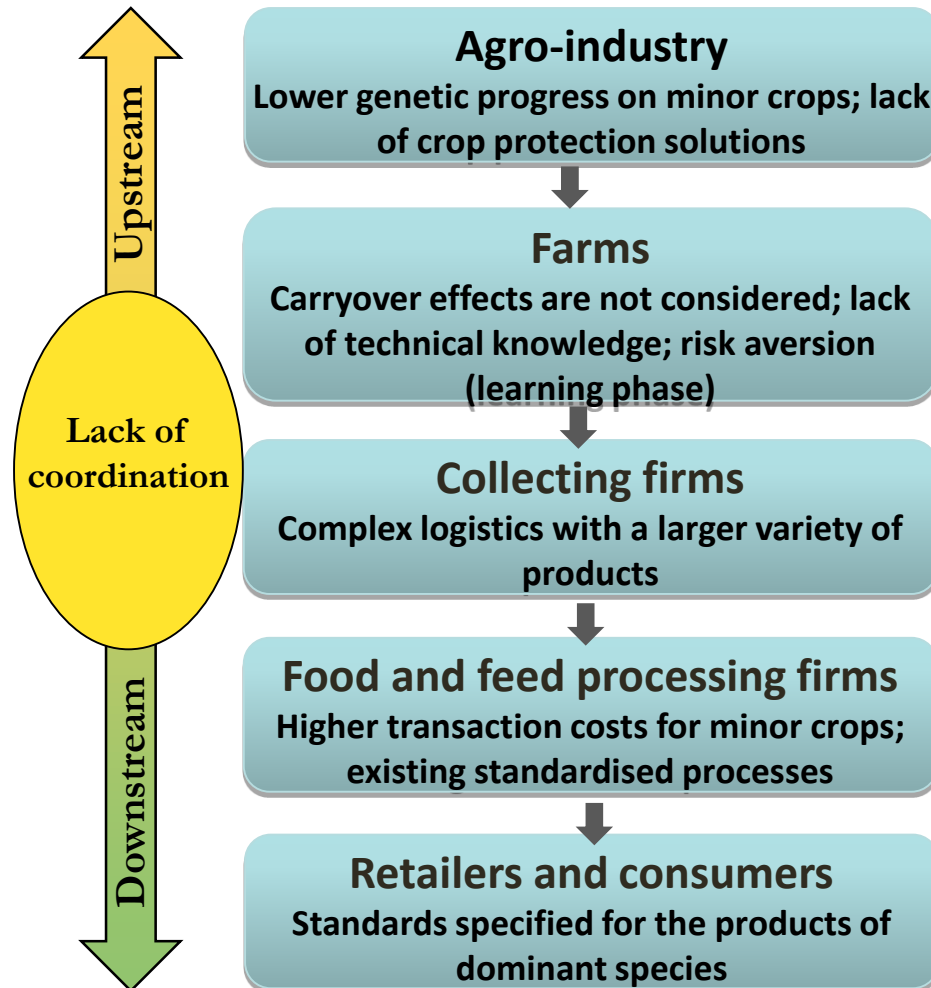 Upstream
Lack of
coordination
Downstream
Agro-industry
Lower genetic progress on minor crops; lack
of crop protection solutions
Farms
Carryover effects are not considered; lack
of technical knowledge; risk aversion
(learning phase)
Collecting firms
Complex logistics with a larger variety of
products
Food and feed processing firms
Higher transaction costs for minor crops;
existing standardised processes
Retailers and consumers
Standards specified for the products of
dominant species